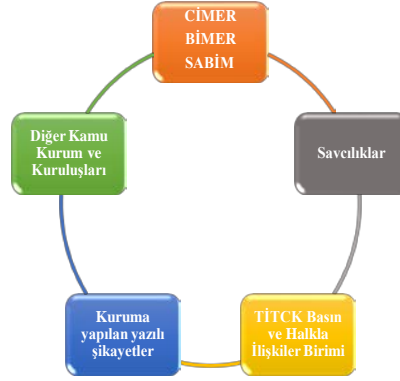 CİMER
BİMER
SABİM
Savcılıklar
TİTCK Basın
ve Halkla
İlişkiler Birimi
Kuruma
yapılan yazılı
şikayetler
Diğer Kamu
Kurum ve
Kuruluşları